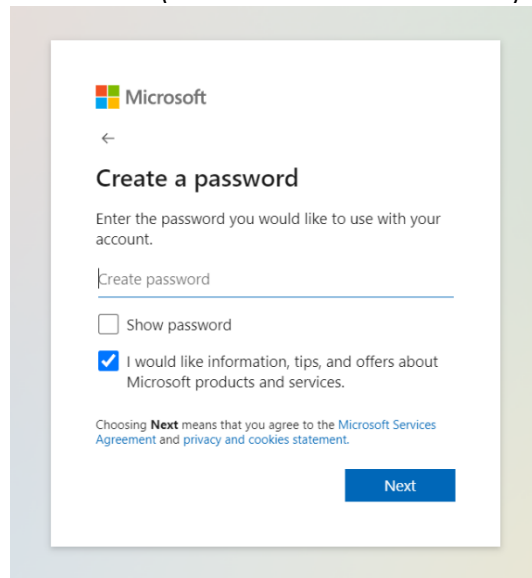 Microsoft
←
Create a password
Enter the password you would like to use with your
account.
Create password
Show password
I would like information, tips, and offers about
Microsoft products and services.
Choosing Next means that you agree to the Microsoft Services
Agreement and privacy and cookies statement.
Next